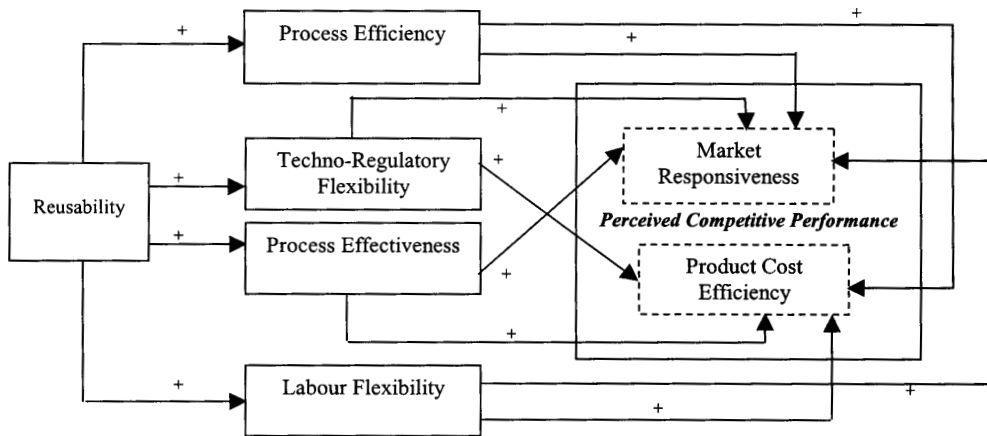 +
+
Process Efficiency
+
+
Techno-Regulatory
Flexibility
+
Market
Responsiveness
+
Reusability
Perceived Competitive Performance
+
Process Effectiveness
+
Product Cost
Efficiency
+
+
Labour Flexibility
+
+